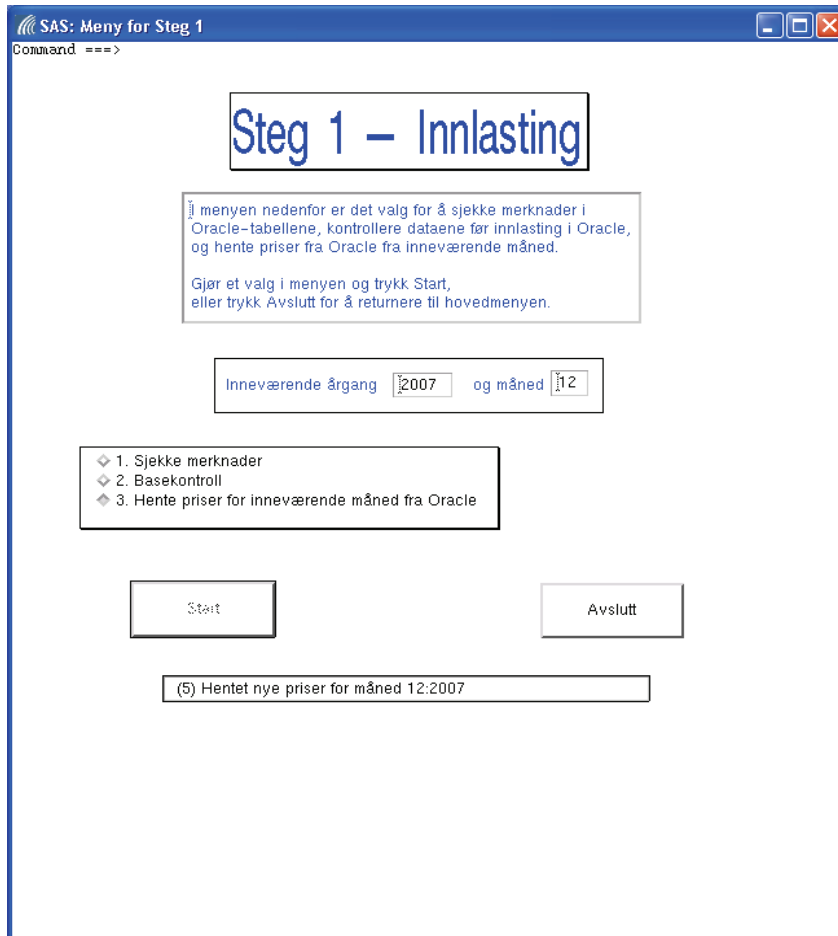 SAS: Meny for Steg 1
Command ===>
Steg 1 – Innlasting
I menyen nedenfor er det valg for å sjekke merknader i
Oracle-tabellene, kontrollere dataene før innlasting i Oracle,
og hente priser fra Oracle fra inneværende måned.
Gjør et valg i menyen og trykk Start,
eller trykk Avslutt for å returnere til hovedmenyen.
Inneværende årgang 2007 og måned 12
1. Sjekke merknader
2. Basekontroll
3. Hente priser for inneværende måned fra Oracle
Start Avslutt
(5) Hentet nye priser for måned 12:2007